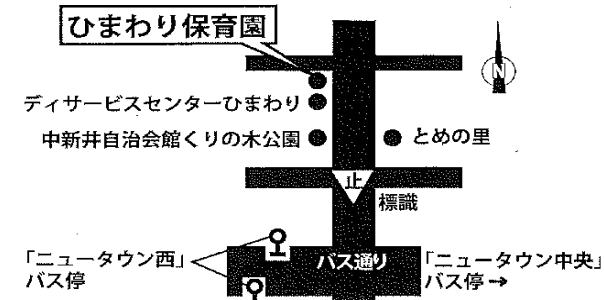 ひまわり保育園
N
ディサービスセンターひまわり
中新井自治会館くりの木公園
とめの里
止
標識
「ニュータウン西」
バス停
バス通り
「ニュータウン中央」
バス停→